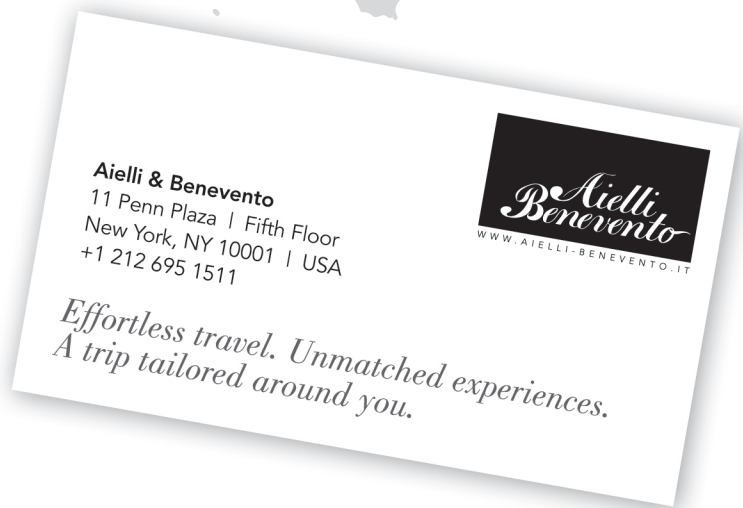 Aielli
Benevento
WWW.AIELLI-BENEVENTO.IT
Aielli & Benevento
11 Penn Plaza | Fifth Floor
New York, NY 10001 | USA
+1 212 695 1511
Effortless travel. Unmatched experiences.
A trip tailored around you.